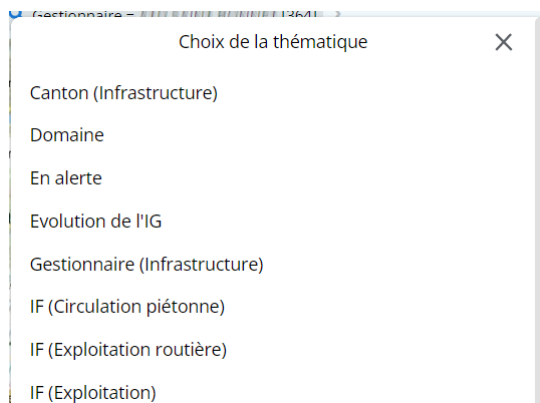 Gestionnaire = [364]
Choix de la thématique
Canton (Infrastructure)
Domaine
En alerte
Evolution de l'IG
Gestionnaire (Infrastructure)
IF (Circulation piétonne)
IF (Exploitation routière)
IF (Exploitation)